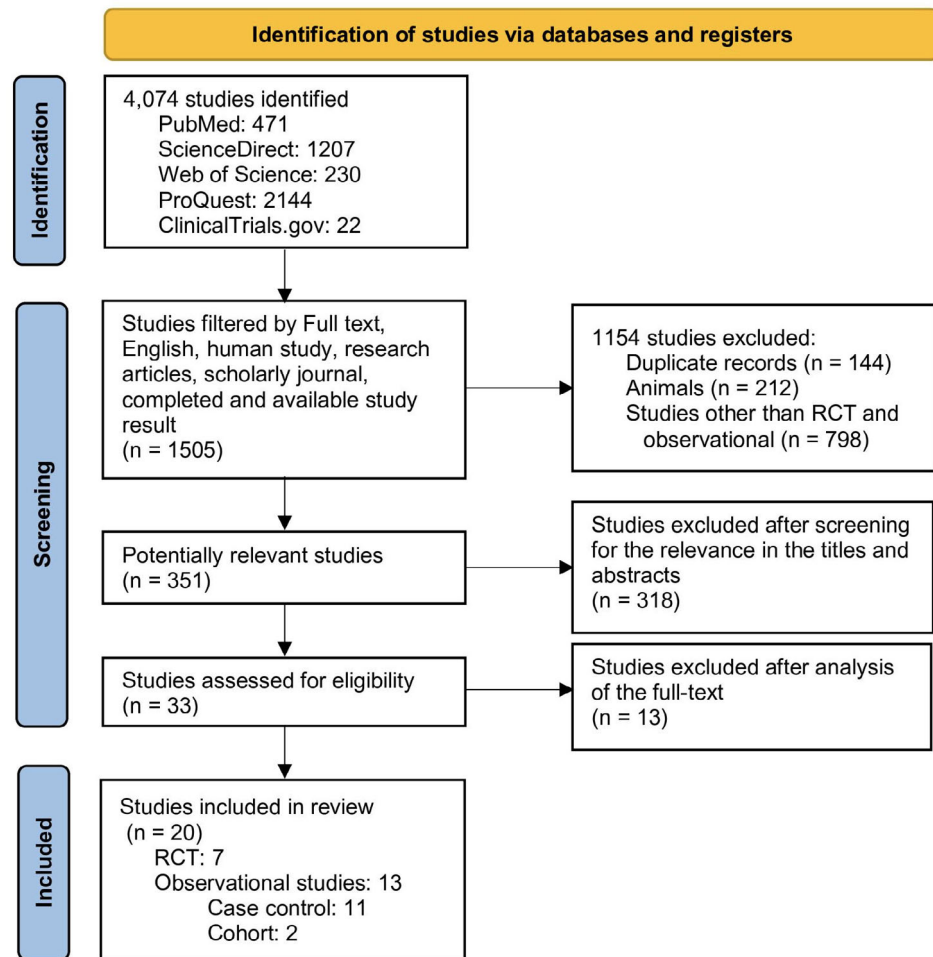 Identification of studies via databases and registers
Identification
4,074 studies identified
PubMed: 471
ScienceDirect: 1207
Web of Science: 230
ProQuest: 2144
ClinicalTrials.gov: 22
Screening
Studies filtered by Full text,
English, human study, research
articles, scholarly journal,
completed and available study
result
(n = 1505)
1154 studies excluded:
Duplicate records (n = 144)
Animals (n = 212)
Studies other than RCT and
observational (n = 798)
Potentially relevant studies
(n = 351)
Studies excluded after screening
for the relevance in the titles and
abstracts
(n = 318)
Studies assessed for eligibility
(n = 33)
Studies excluded after analysis
of the full-text
(n = 13)
Included
Studies included in review
(n = 20)
RCT: 7
Observational studies: 13
Case control: 11
Cohort: 2